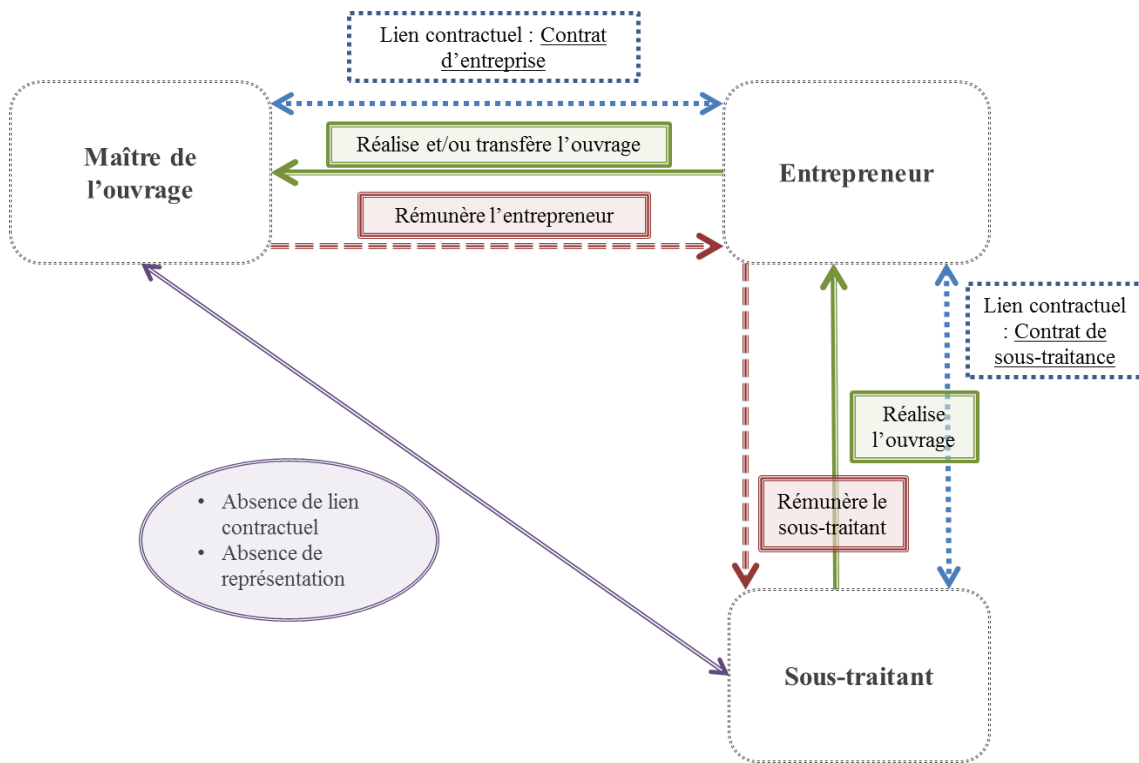 Lien contractuel : Contrat
d’entreprise
Maître de
l’ouvrage
Réalise et/ou transfère l’ouvrage
Entrepreneur
Rémunère l’entrepreneur
Lien contractuel
: Contrat de
sous-traitance
Réalise
l’ouvrage
Rémunère le
sous-traitant
• Absence de lien
contractuel
• Absence de
représentation
Sous-traitant